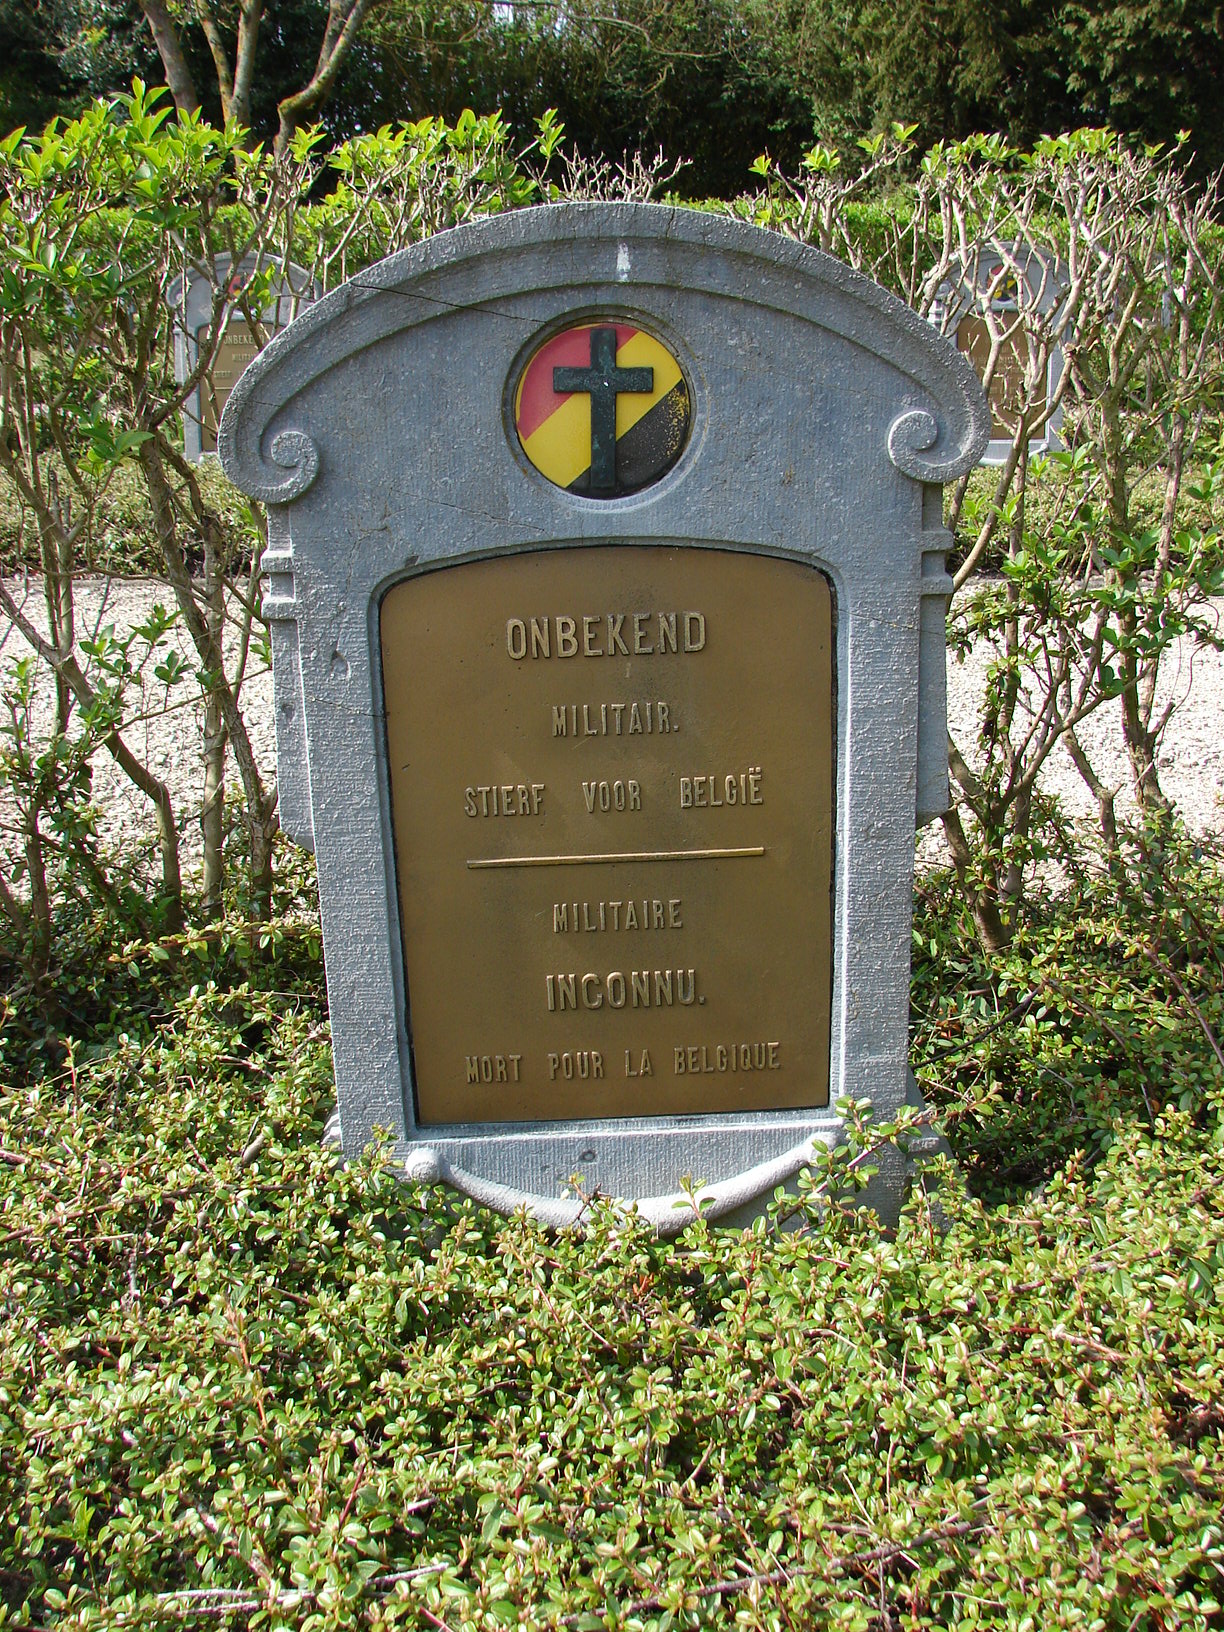 ONBEKEND
MILITAIR.
STIERF VOOR BELGIË
MILITAIRE
INCONNU.
MORT POUR LA BELGIQUE